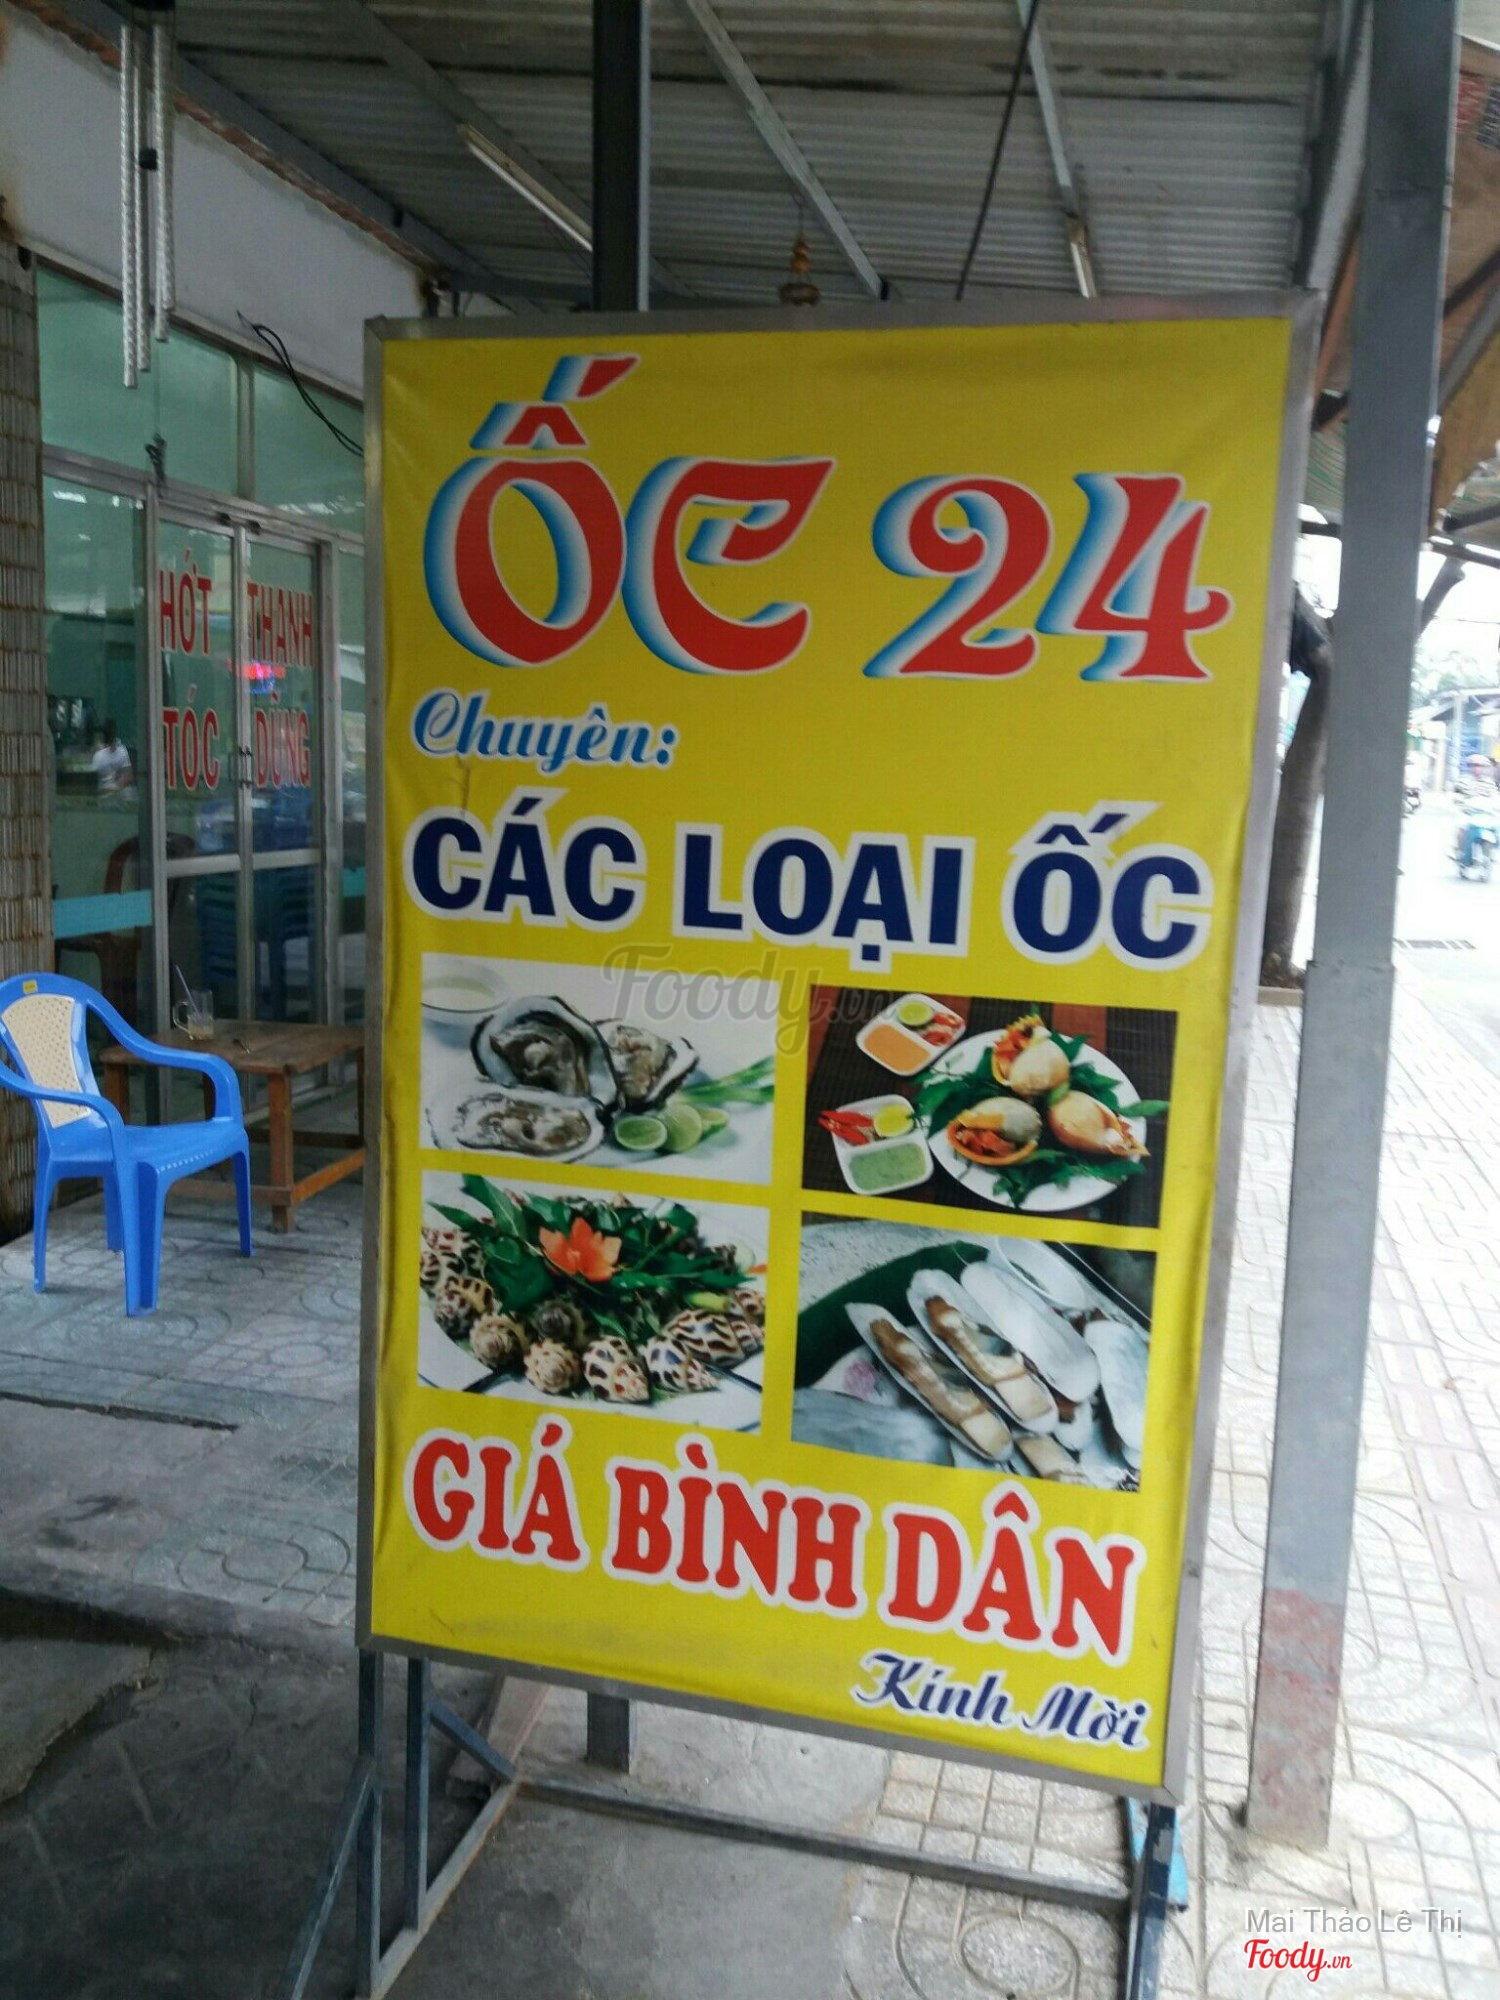 ỐC 24
Chuyên:
CÁC LOẠI ỐC
GIÁ BÌNH DÂN
Kính Mời
HỚT TÓC
THANH DÙNG
Foody.vn
Mai Thảo Lê Thị
Foody.vn